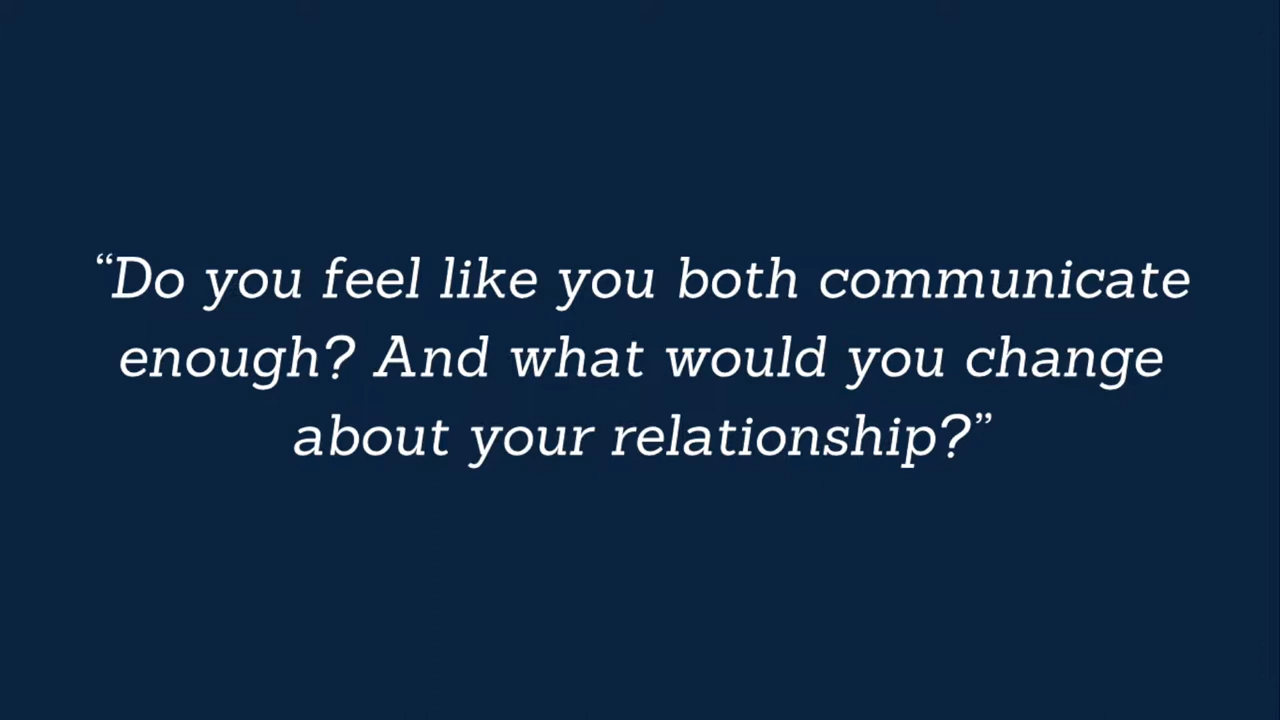 “Do you feel like you both communicate
enough? And what would you change
about your relationship?”